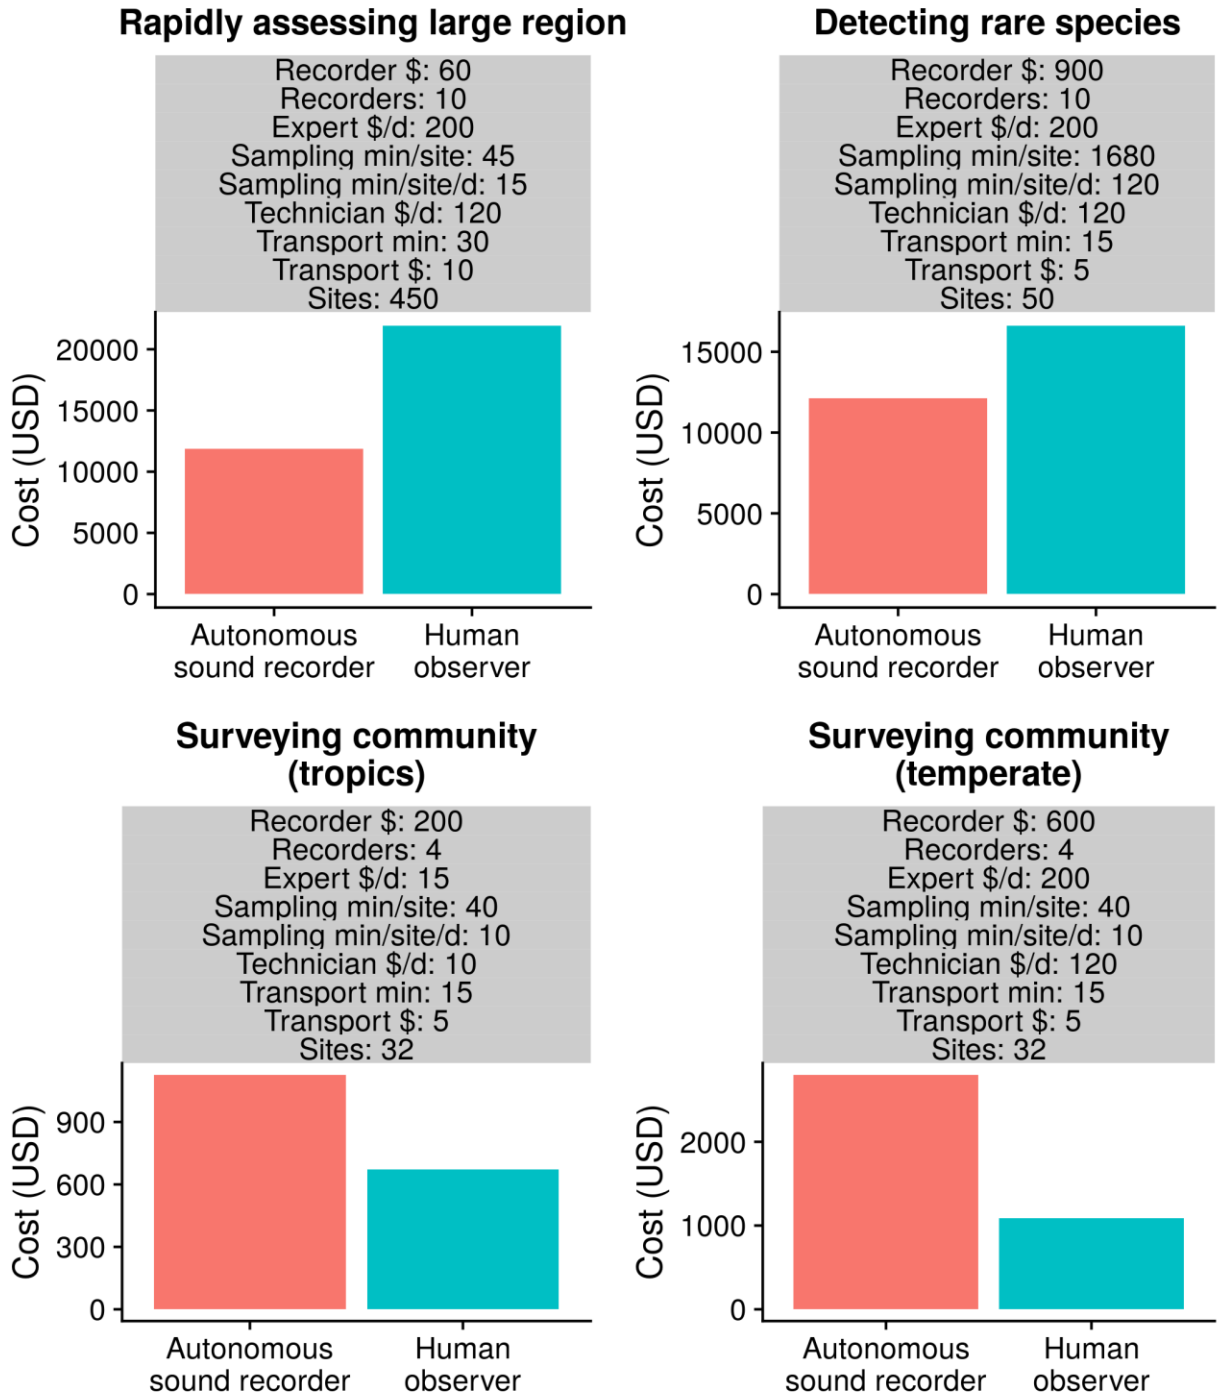 Rapidly assessing large region
Recorder $: 60
Recorders: 10
Expert $/d: 200
Sampling min/site: 45
Sampling min/site/d: 15
Technician $/d: 120
Transport min: 30
Transport $: 10
Sites: 450
Cost (USD)
20000
15000
10000
5000
0
Autonomous
sound recorder
Human
observer
Detecting rare species
Recorder $: 900
Recorders: 10
Expert $/d: 200
Sampling min/site: 1680
Sampling min/site/d: 120
Technician $/d: 120
Transport min: 15
Transport $: 5
Sites: 50
Cost (USD)
15000
10000
5000
0
Autonomous
sound recorder
Human
observer
Surveying community
(tropics)
Recorder $: 200
Recorders: 4
Expert $/d: 15
Sampling min/site: 40
Sampling min/site/d: 10
Technician $/d: 10
Transport min: 15
Transport $: 5
Sites: 32
Cost (USD)
900
600
300
0
Autonomous
sound recorder
Human
observer
Surveying community
(temperate)
Recorder $: 600
Recorders: 4
Expert $/d: 200
Sampling min/site: 40
Sampling min/site/d: 10
Technician $/d: 120
Transport min: 15
Transport $: 5
Sites: 32
Cost (USD)
2000
1000
0
Autonomous
sound recorder
Human
observer